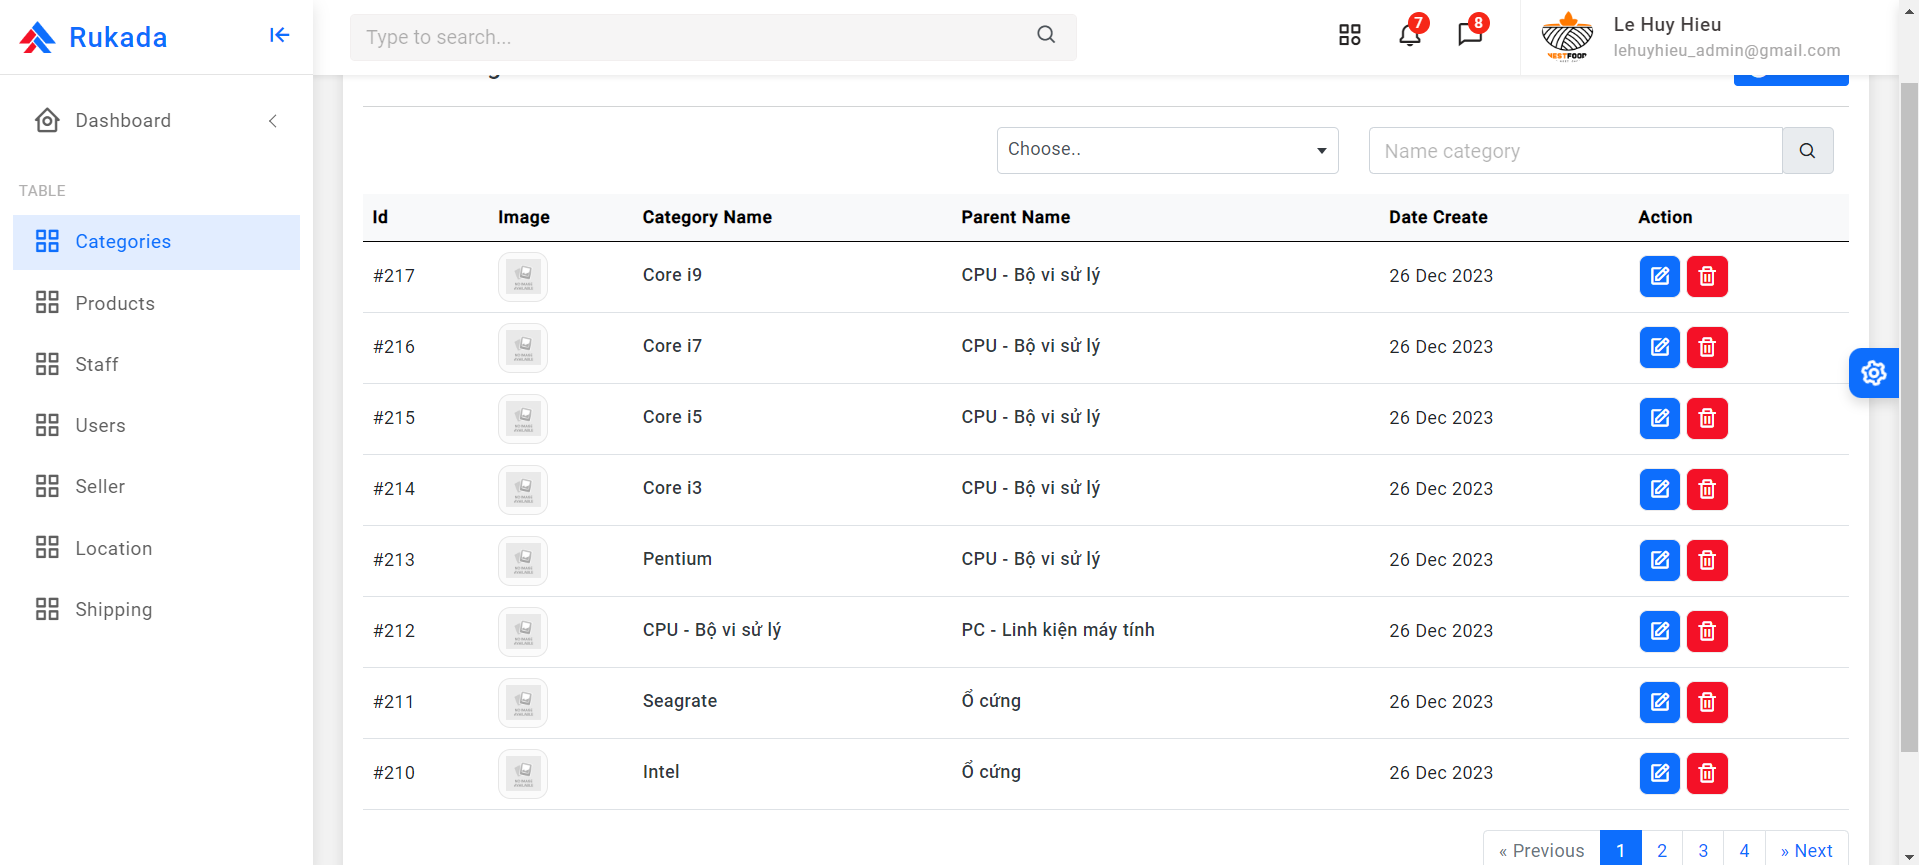 Rukada
Type to search...
7
8
Le Huy Hieu
lehuyhieu_admin@gmail.com
Dashboard
TABLE
Categories
Products
Staff
Users
Seller
Location
Shipping
Choose..
Name category
Id Image Category Name Parent Name Date Create Action
#217 Core i9 CPU - Bộ vi sử lý 26 Dec 2023
#216 Core i7 CPU - Bộ vi sử lý 26 Dec 2023
#215 Core i5 CPU - Bộ vi sử lý 26 Dec 2023
#214 Core i3 CPU - Bộ vi sử lý 26 Dec 2023
#213 Pentium CPU - Bộ vi sử lý 26 Dec 2023
#212 CPU - Bộ vi sử lý PC - Linh kiện máy tính 26 Dec 2023
#211 Seagrate Ổ cứng 26 Dec 2023
#210 Intel Ổ cứng 26 Dec 2023
« Previous 1 2 3 4 » Next